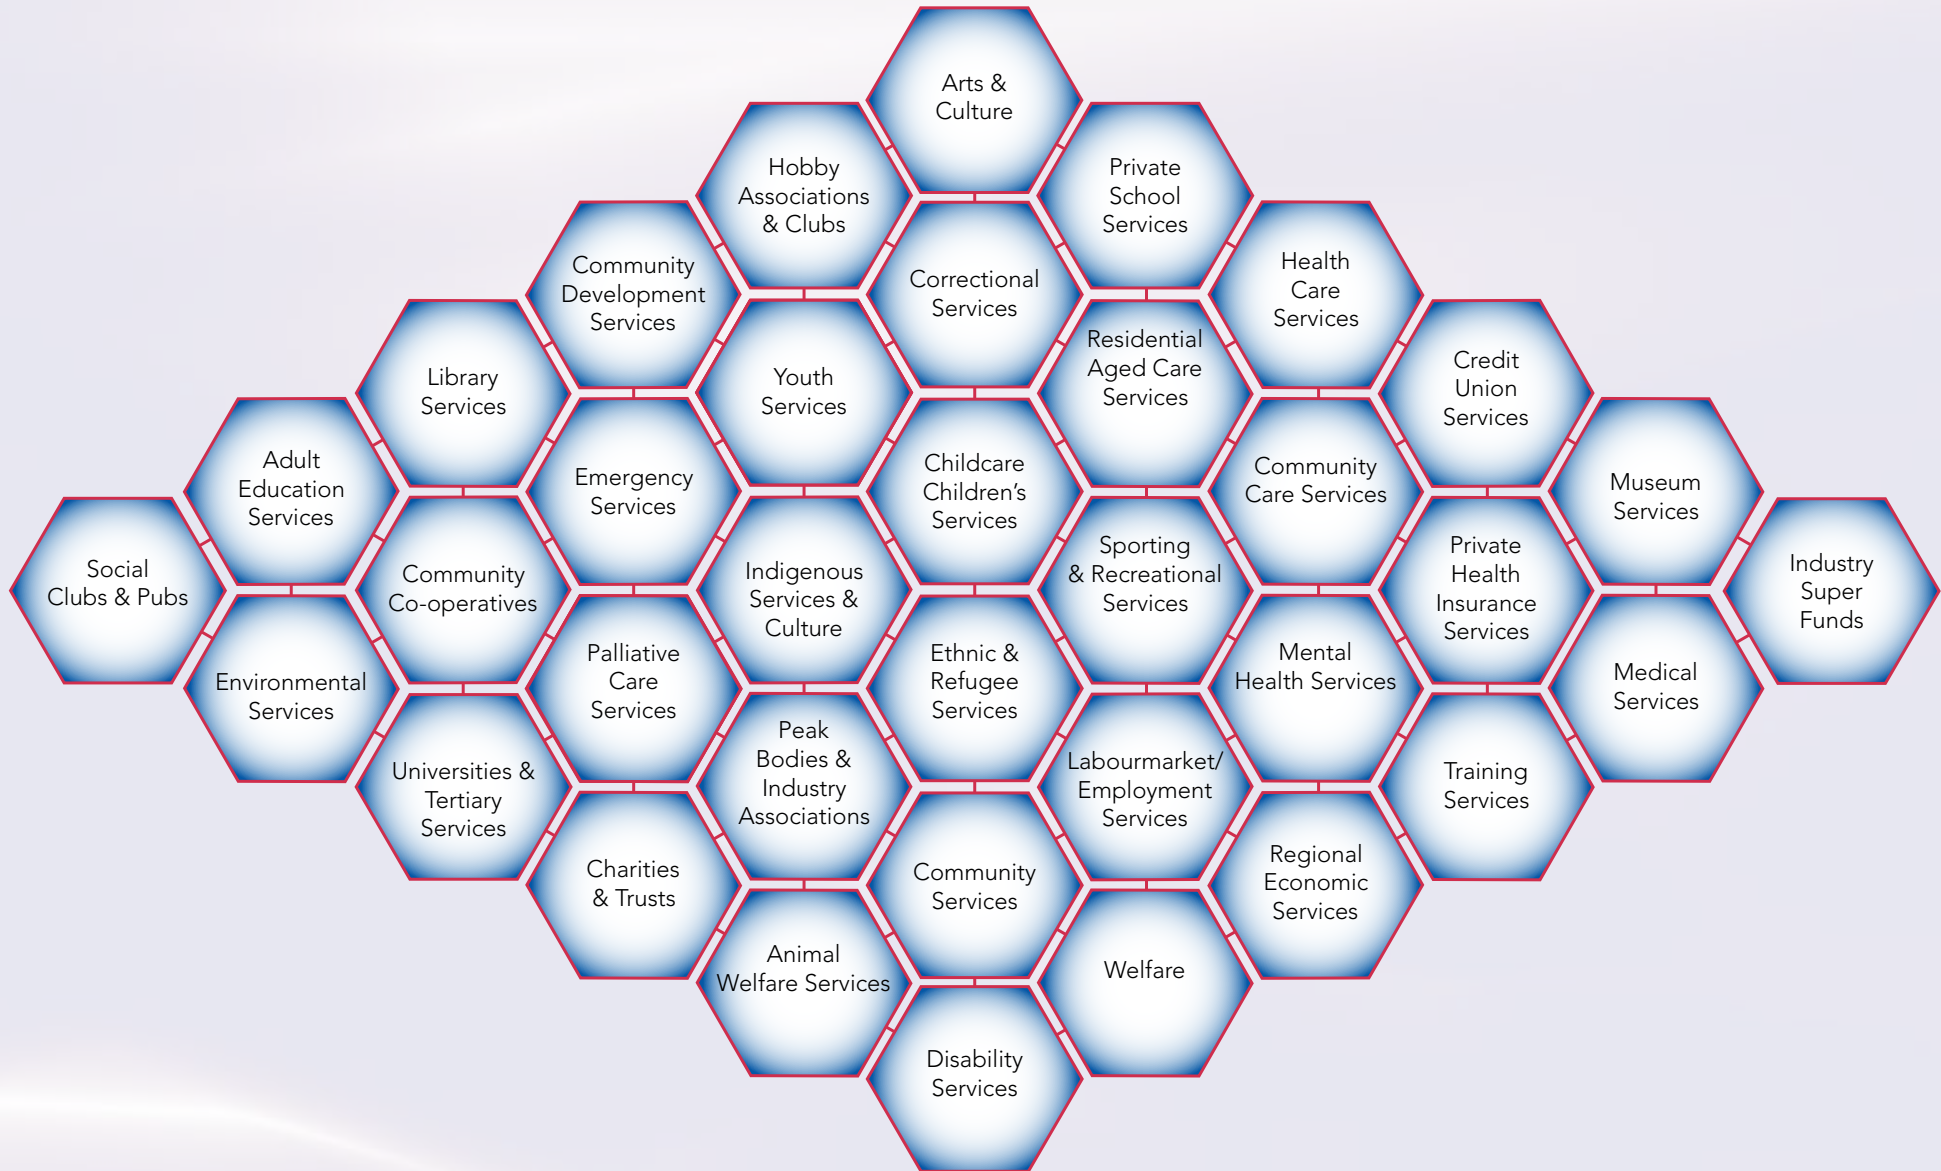 Arts &
Culture
Hobby
Associations
& Clubs
Private
School
Services
Community
Development
Services
Correctional
Services
Health
Care
Services
Library
Services
Youth
Services
Residential
Aged Care
Services
Credit
Union
Services
Adult
Education
Services
Emergency
Services
Childcare
Children’s
Services
Community
Care Services
Museum
Services
Social
Clubs & Pubs
Community
Co-operatives
Indigenous
Services &
Culture
Sporting
& Recreational
Services
Private
Health
Insurance
Services
Industry
Super
Funds
Environmental
Services
Palliative
Care
Services
Ethnic &
Refugee
Services
Mental
Health Services
Medical
Services
Universities &
Tertiary
Services
Peak
Bodies &
Industry
Associations
Labourmarket/
Employment
Services
Training
Services
Charities
& Trusts
Community
Services
Regional
Economic
Services
Animal
Welfare Services
Welfare
Disability
Services